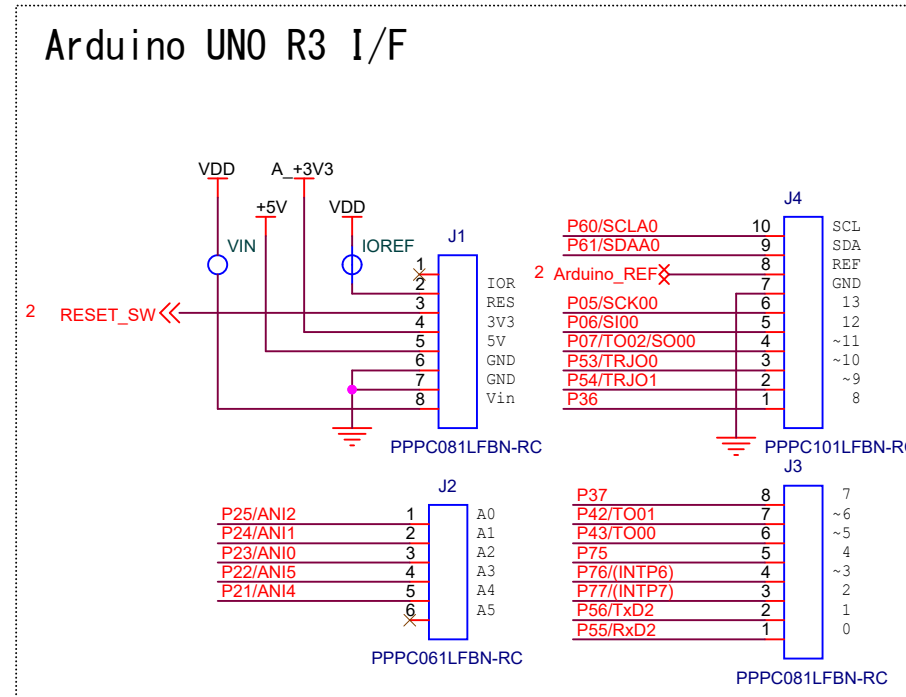 Arduino UNO R3 I/F
VDD
A_+3V3
+5V
VDD
VIN
IOREF
J1
1
2 IOR
3 RES
4 3V3
5 5V
6 GND
7 GND
8 Vin
2 RESET_SW
PPPC081LFBN-RC
J4
P60/SCLA0 10 SCL
P61/SDAA0 9 SDA
2 Arduino_REF 8 REF
7 GND
P05/SCK00 6 13
P06/SI00 5 12
P07/TO02/SO00 4 ~11
P53/TRJO0 3 ~10
P54/TRJO1 2 ~9
P36 1 8
PPPC101LFBN-RC
J2
P25/ANI2 1 A0
P24/ANI1 2 A1
P23/ANI0 3 A2
P22/ANI5 4 A3
P21/ANI4 5 A4
6 A5
PPPC061LFBN-RC
J3
P37 8 7
P42/TO01 7 ~6
P43/TO00 6 ~5
P75 5 4
P76/(INTP6) 4 ~3
P77/(INTP7) 3 2
P56/TxD2 2 1
P55/RxD2 1 0
PPPC081LFBN-RC